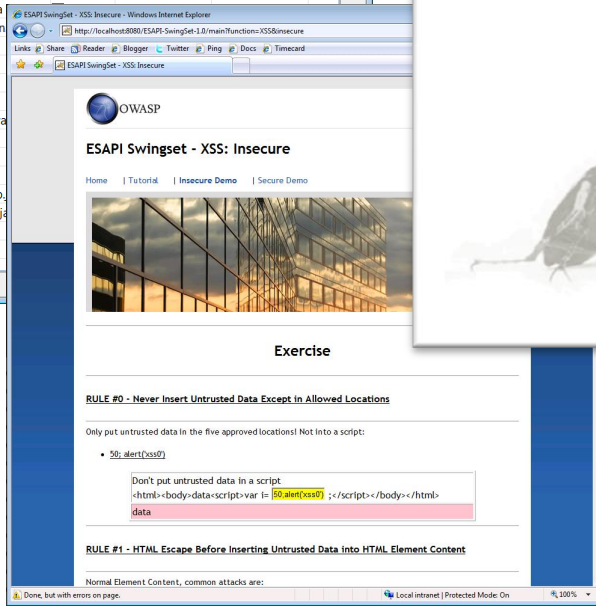 ESAPI SwingSet - XSS: Insecure - Windows Internet Explorer
http://localhost:8080/ESAPI-SwingSet-1.0/main?function=XSS&insecure
Links Share Reader Blogger Twitter Ping Docs Timecard
ESAPI SwingSet - XSS: Insecure
OWASP
ESAPI Swingset - XSS: Insecure
Home | Tutorial | Insecure Demo | Secure Demo
Exercise
RULE #0 - Never Insert Untrusted Data Except in Allowed Locations
Only put untrusted data in the five approved locations! Not into a script:
• 50; alert('xss0')
Don't put untrusted data in a script
<html><body>data<script>var i= 50;alert('xss0') ;</script></body></html>
data
RULE #1 - HTML Escape Before Inserting Untrusted Data into HTML Element Content
Normal Element Content, common attacks are:
Done, but with errors on page. Local intranet | Protected Mode: On 100%